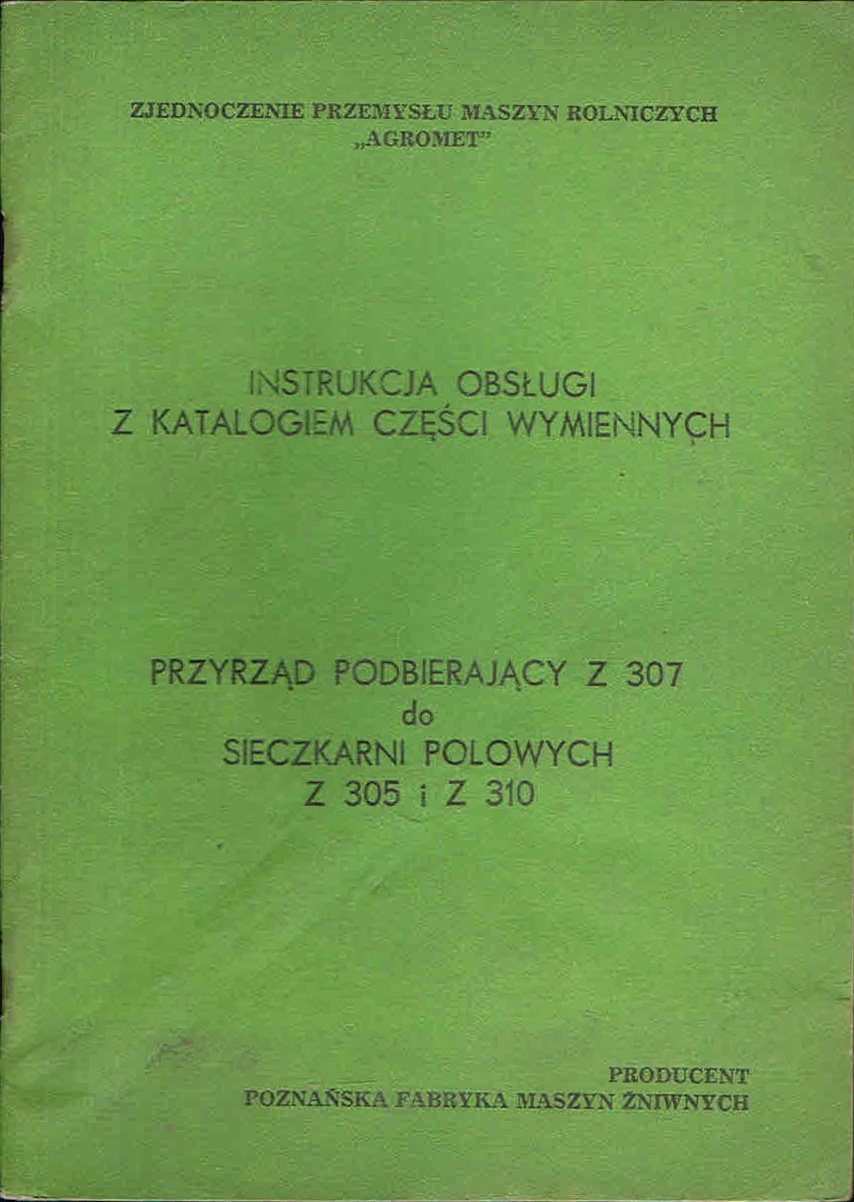 ZJEDNOCZENIE PRZEMYSŁU MASZYN ROLNICZYCH
„AGROMET”
INSTRUKCJA OBSŁUGI
Z KATALOGIEM CZĘŚCI WYMIENNYCH
PRZYRZĄD PODBIERAJĄCY Z 307
do
SIECZKARNI POLOWYCH
Z 305 i Z 310
PRODUCENT
POZNAŃSKA FABRYKA MASZYN ŻNIWNYCH